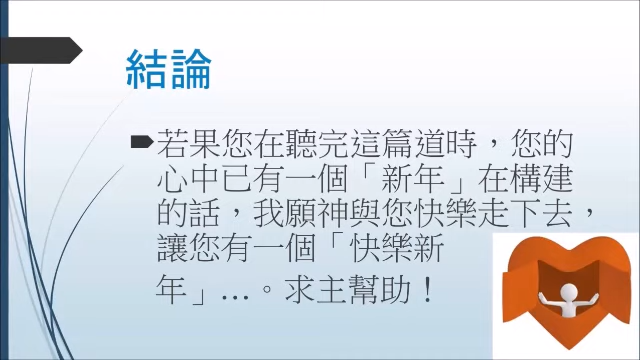 結論
若果您在聽完這篇道時，您的
心中已有一個「新年」在構建
的話，我願神與您快樂走下去，
讓您有一個「快樂新
年」…。求主幫助！